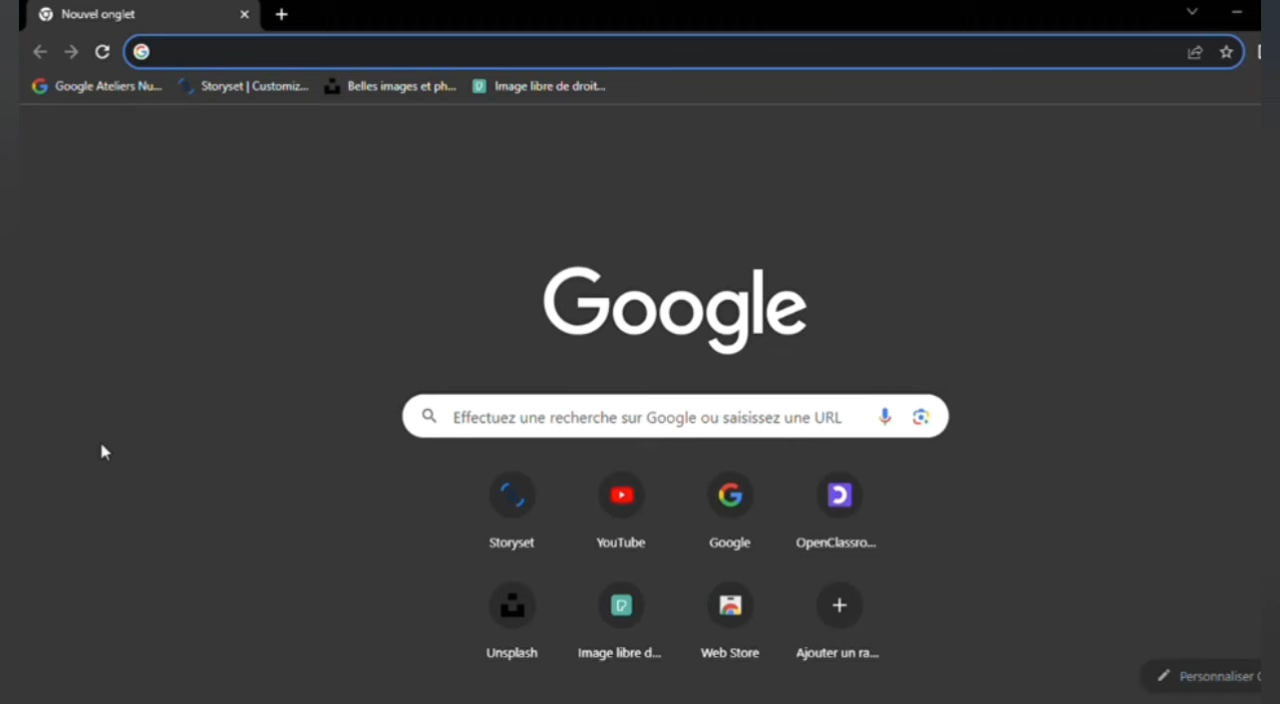 Nouvel onglet
Google Ateliers Nu...
Storyset | Customiz...
Belles images et ph...
Image libre de droit...
Google
Effectuez une recherche sur Google ou saisissez une URL
Storyset
YouTube
Google
OpenClassro...
Unsplash
Image libre d...
Web Store
Ajouter un ra...
Personnaliser